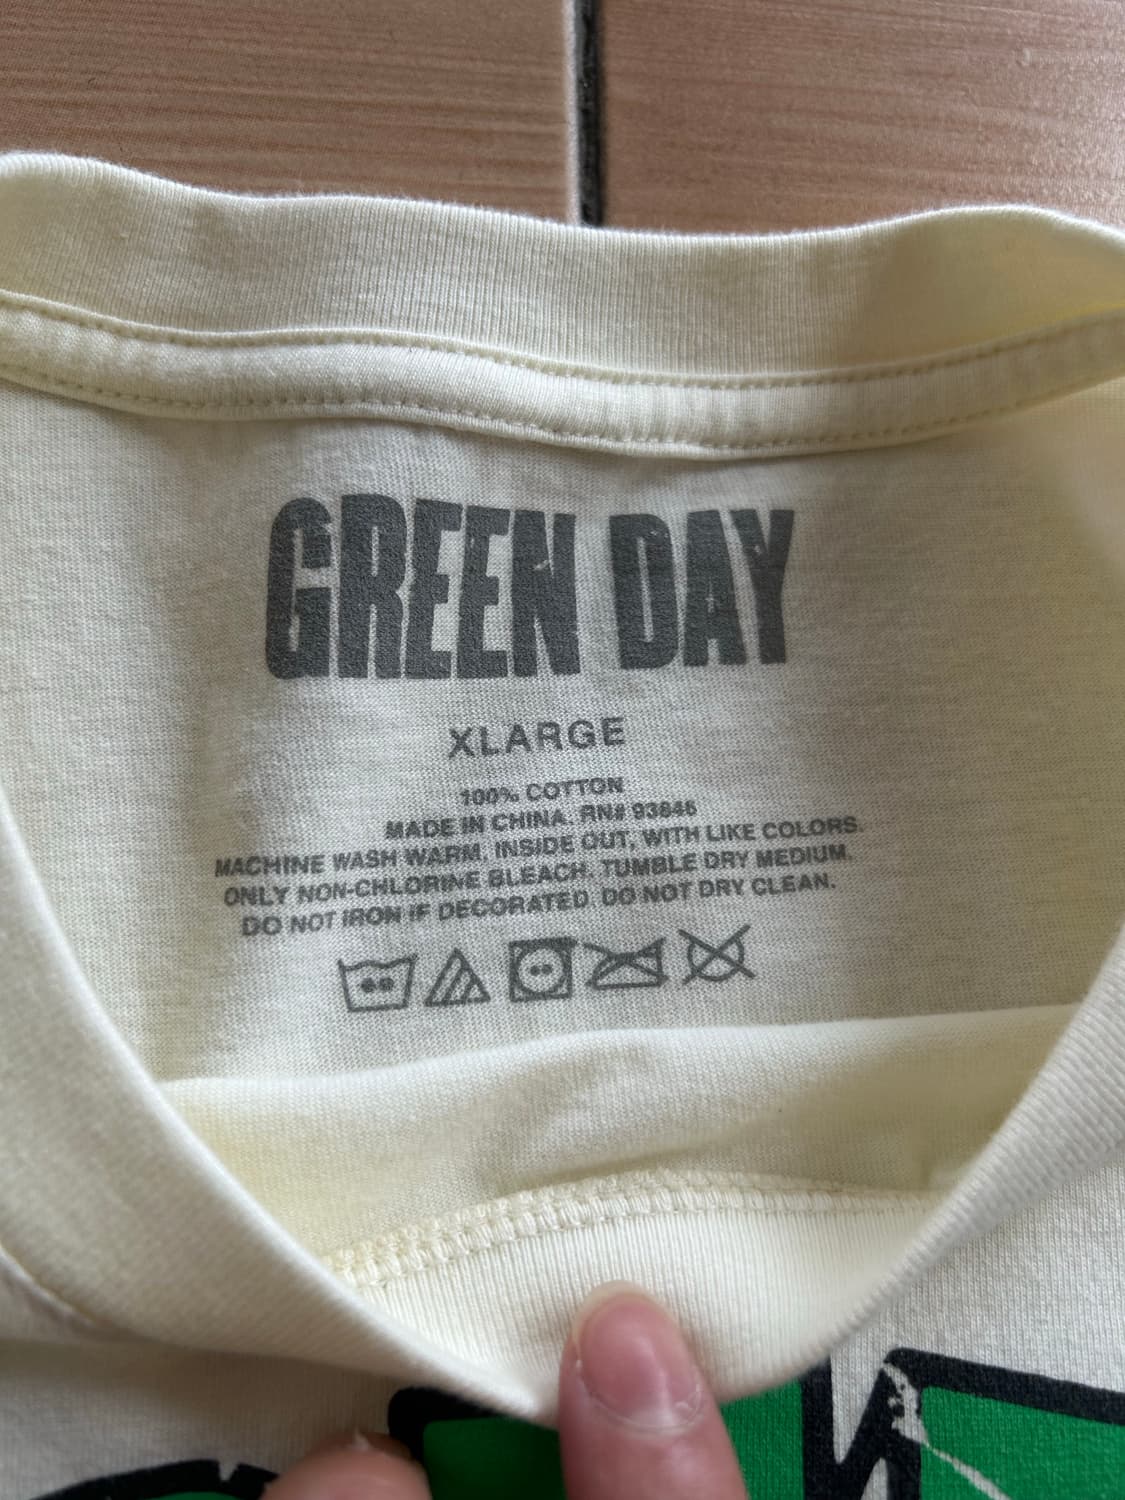 GREEN DAY
XLARGE
100% COTTON
MADE IN CHINA. RN# 93846
MACHINE WASH WARM, INSIDE OUT, WITH LIKE COLORS.
ONLY NON-CHLORINE BLEACH. TUMBLE DRY MEDIUM.
DO NOT IRON IF DECORATED. DO NOT DRY CLEAN.